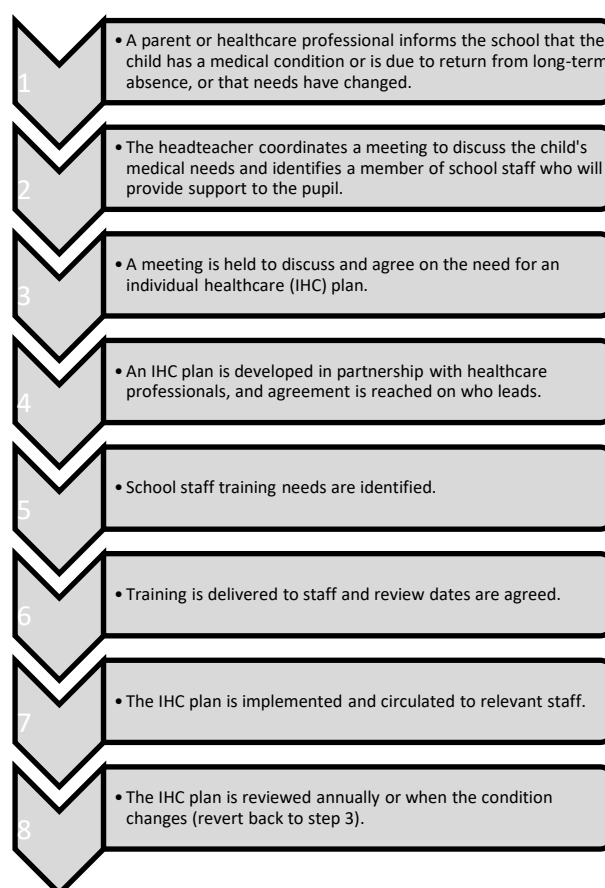 1
• A parent or healthcare professional informs the school that the
child has a medical condition or is due to return from long-term
absence, or that needs have changed.
2
• The headteacher coordinates a meeting to discuss the child's
medical needs and identifies a member of school staff who will
provide support to the pupil.
3
• A meeting is held to discuss and agree on the need for an
individual healthcare (IHC) plan.
4
• An IHC plan is developed in partnership with healthcare
professionals, and agreement is reached on who leads.
5
• School staff training needs are identified.
6
• Training is delivered to staff and review dates are agreed.
7
• The IHC plan is implemented and circulated to relevant staff.
8
• The IHC plan is reviewed annually or when the condition
changes (revert back to step 3).